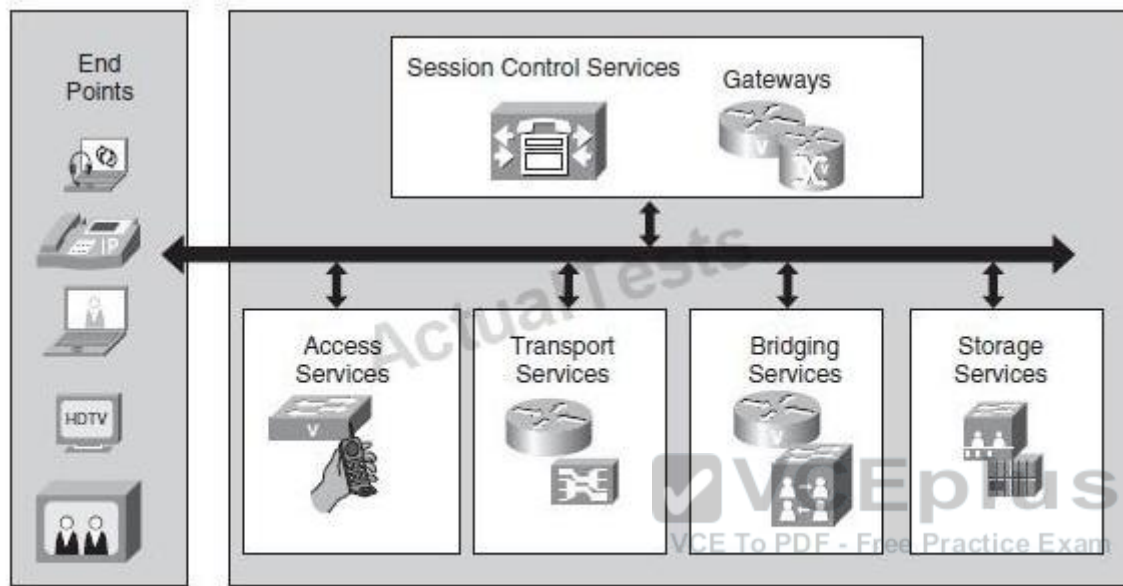 End
Points
IP
HDTV
Session Control Services
Gateways
V
ActualTests
Access
Services
V
Transport
Services
Bridging
Services
V
Storage
Services
VCEplus
VCE To PDF - Free Practice Exam